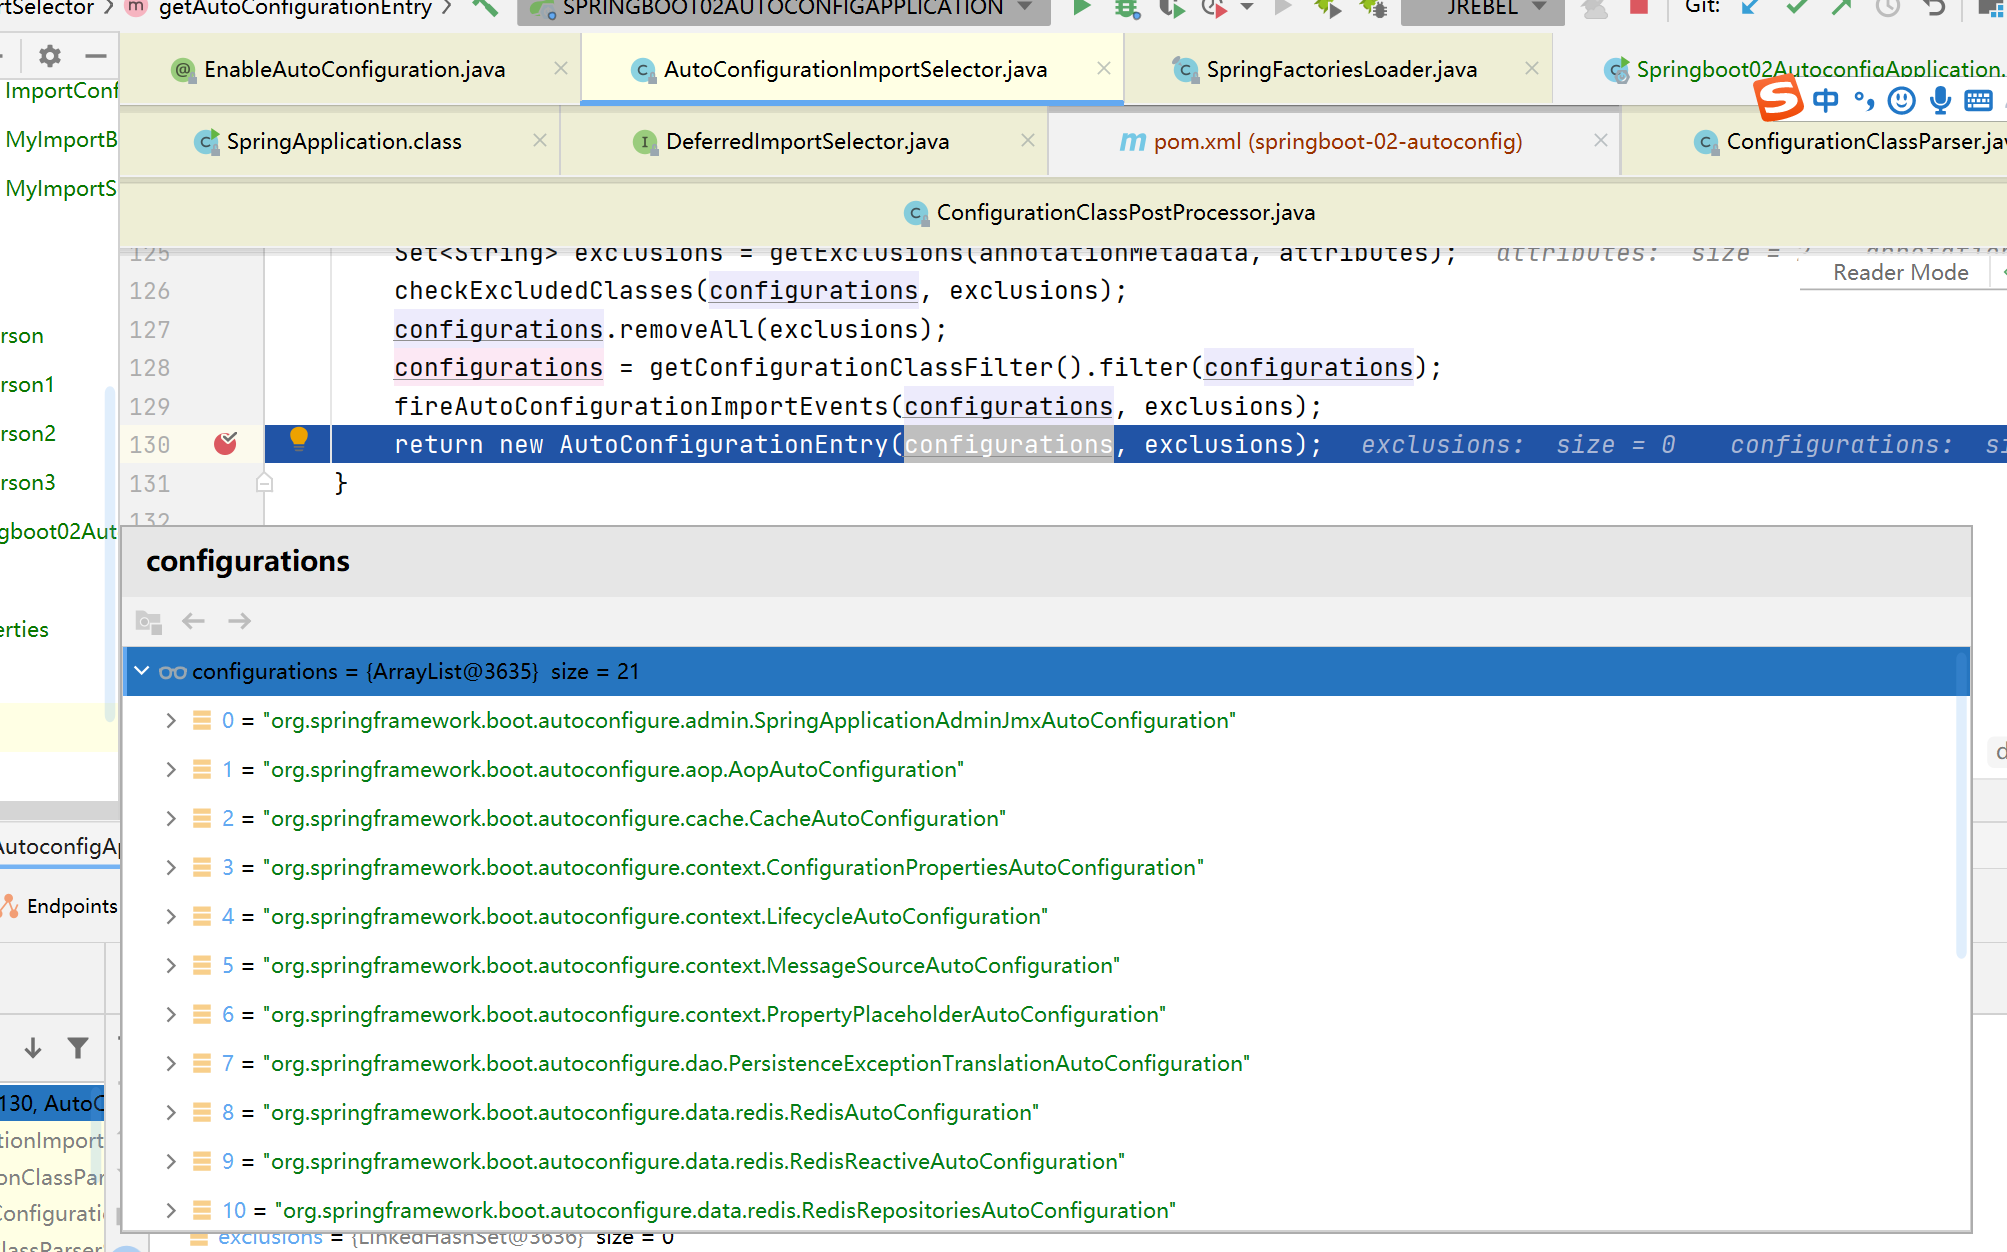 rtSelector > m getAutoConfigurationEntry > SPRINGBOOT02AUTOCONFIGAPPLICATION JREBEL Git:
EnableAutoConfiguration.java AutoConfigurationImportSelector.java SpringFactoriesLoader.java Springboot02AutoconfigApplication.
中
SpringApplication.class DeferredImportSelector.java pom.xml (springboot-02-autoconfig) ConfigurationClassParser.jav
ConfigurationClassPostProcessor.java
ImportConf
MyImportB
MyImportS
rson
rson1
rson2
rson3
gboot02Aut
erties
125 Set<String> exclusions = getExclusions(annotationMetadata, attributes); attributes: size = 2 annotation
Reader Mode
126 checkExcludedClasses(configurations, exclusions);
127 configurations.removeAll(exclusions);
128 configurations = getConfigurationClassFilter().filter(configurations);
129 fireAutoConfigurationImportEvents(configurations, exclusions);
130 return new AutoConfigurationEntry(configurations, exclusions); exclusions: size = 0 configurations: si
131 }
132
configurations
configurations = {ArrayList@3635} size = 21
0 = "org.springframework.boot.autoconfigure.admin.SpringApplicationAdminJmxAutoConfiguration"
1 = "org.springframework.boot.autoconfigure.aop.AopAutoConfiguration"
2 = "org.springframework.boot.autoconfigure.cache.CacheAutoConfiguration"
3 = "org.springframework.boot.autoconfigure.context.ConfigurationPropertiesAutoConfiguration"
4 = "org.springframework.boot.autoconfigure.context.LifecycleAutoConfiguration"
5 = "org.springframework.boot.autoconfigure.context.MessageSourceAutoConfiguration"
6 = "org.springframework.boot.autoconfigure.context.PropertyPlaceholderAutoConfiguration"
7 = "org.springframework.boot.autoconfigure.dao.PersistenceExceptionTranslationAutoConfiguration"
8 = "org.springframework.boot.autoconfigure.data.redis.RedisAutoConfiguration"
9 = "org.springframework.boot.autoconfigure.data.redis.RedisReactiveAutoConfiguration"
10 = "org.springframework.boot.autoconfigure.data.redis.RedisRepositoriesAutoConfiguration"
exclusions = {LinkedHashSet@3636} size = 0
AutoconfigAp
Endpoints
130, AutoC
tionImport
onClassPar
Configurati
lassParser